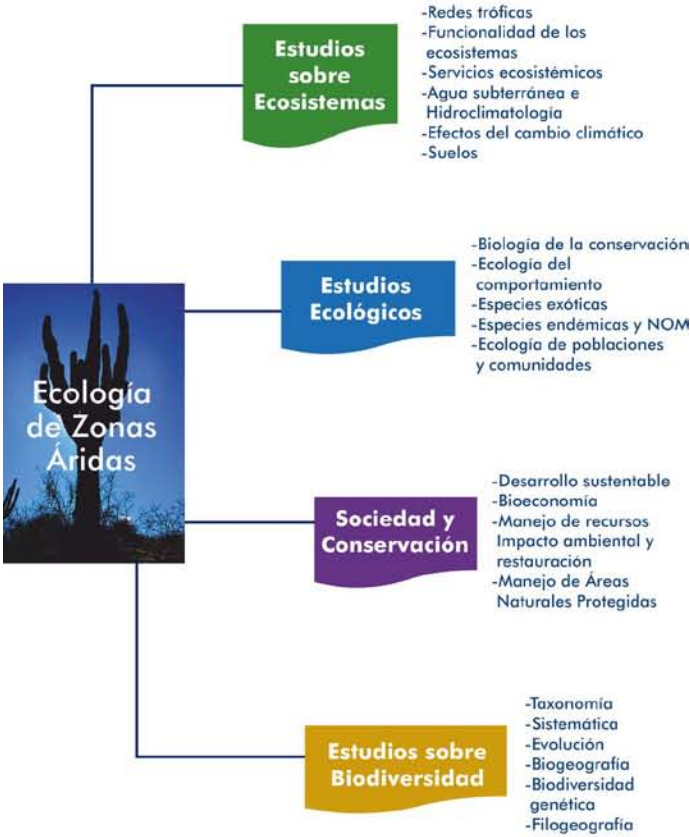 Estudios
sobre
Ecosistemas
-Redes tróficas
-Funcionalidad de los
ecosistemas
-Servicios ecosistémicos
-Agua subterránea e
Hidroclimatología
-Efectos del cambio climático
-Suelos
Estudios
Ecológicos
-Biología de la conservación
-Ecología del
comportamiento
-Especies exóticas
-Especies endémicas y NOM
-Ecología de poblaciones
y comunidades
Ecología
de Zonas
Áridas
Sociedad y
Conservación
-Desarrollo sustentable
-Bioeconomía
-Manejo de recursos
Impacto ambiental y
restauración
-Manejo de Áreas
Naturales Protegidas
Estudios sobre
Biodiversidad
-Taxonomía
-Sistemática
-Evolución
-Biogeografía
-Biodiversidad
genética
-Filogeografía